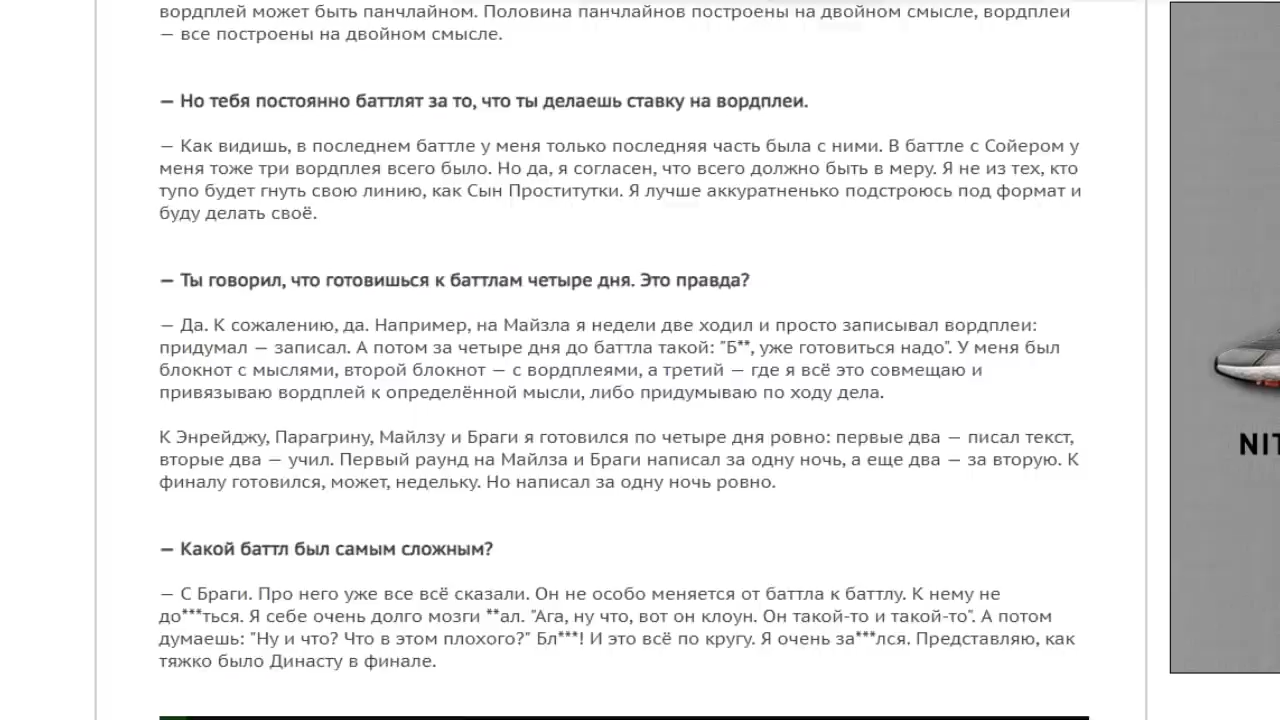 вордплей может быть панчлайном. Половина панчлайнов построены на двойном смысле, вордплеи
— все построены на двойном смысле.
— Но тебя постоянно баттлят за то, что ты делаешь ставку на вордплеи.
— Как видишь, в последнем баттле у меня только последняя часть была с ними. В баттле с Сойером у
меня тоже три вордплея всего было. Но да, я согласен, что всего должно быть в меру. Я не из тех, кто
тупо будет гнуть свою линию, как Сын Проститутки. Я лучше аккуратненько подстроюсь под формат и
буду делать своё.
— Ты говорил, что готовишься к баттлам четыре дня. Это правда?
— Да. К сожалению, да. Например, на Майзла я недели две ходил и просто записывал вордплеи:
придумал — записал. А потом за четыре дня до баттла такой: "Б**, уже готовиться надо". У меня был
блокнот с мыслями, второй блокнот — с вордплеями, а третий — где я всё это совмещаю и
привязываю вордплей к определённой мысли, либо придумываю по ходу дела.
К Энрейджу, Парагрину, Майлзу и Браги я готовился по четыре дня ровно: первые два — писал текст,
вторые два — учил. Первый раунд на Майлза и Браги написал за одну ночь, а еще два — за вторую. К
финалу готовился, может, недельку. Но написал за одну ночь ровно.
— Какой баттл был самым сложным?
— С Браги. Про него уже все всё сказали. Он не особо меняется от баттла к баттлу. К нему не
до***ться. Я себе очень долго мозги **ал. "Ага, ну что, вот он клоун. Он такой-то и такой-то". А потом
думаешь: "Ну и что? Что в этом плохого?" Бл***! И это всё по кругу. Я очень за***лся. Представляю, как
тяжко было Династу в финале.